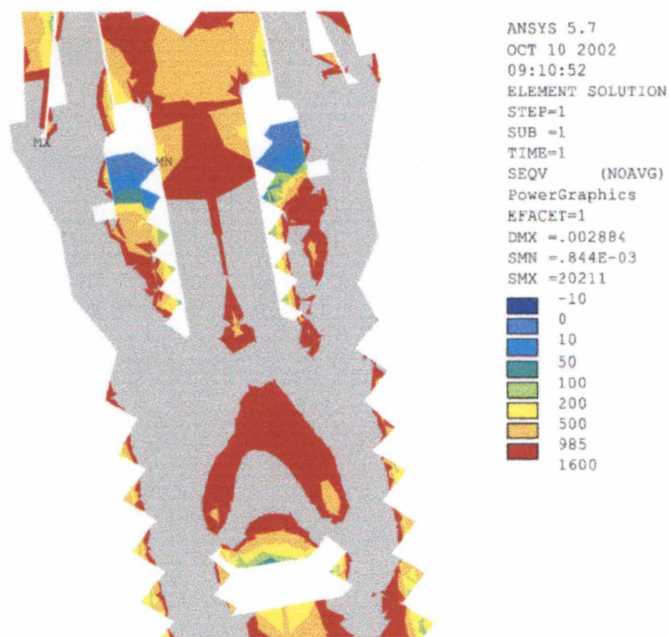 ANSYS 5.7
OCT 10 2002
09:10:52
ELEMENT SOLUTION
STEP=1
SUB =1
TIME=1
SEQV (NOAVG)
PowerGraphics
EFACET=1
DMX =.002884
SMN =.844E-03
SMX =20211
-10
0
10
50
100
200
500
985
1600
MX
MN